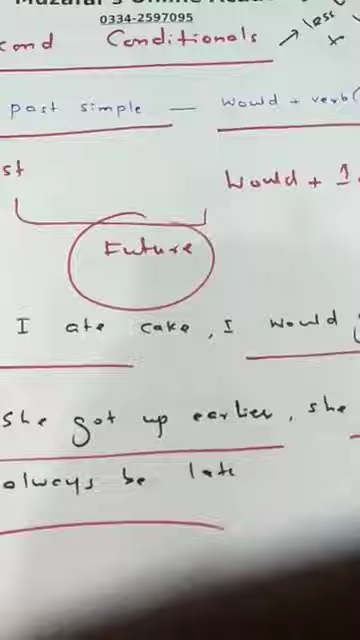 0334-2597095
cond Conditionals → less
past simple — would + verb(
st
Would + 1
Future
I ate cake, I would
She got up earlier, she
always be late